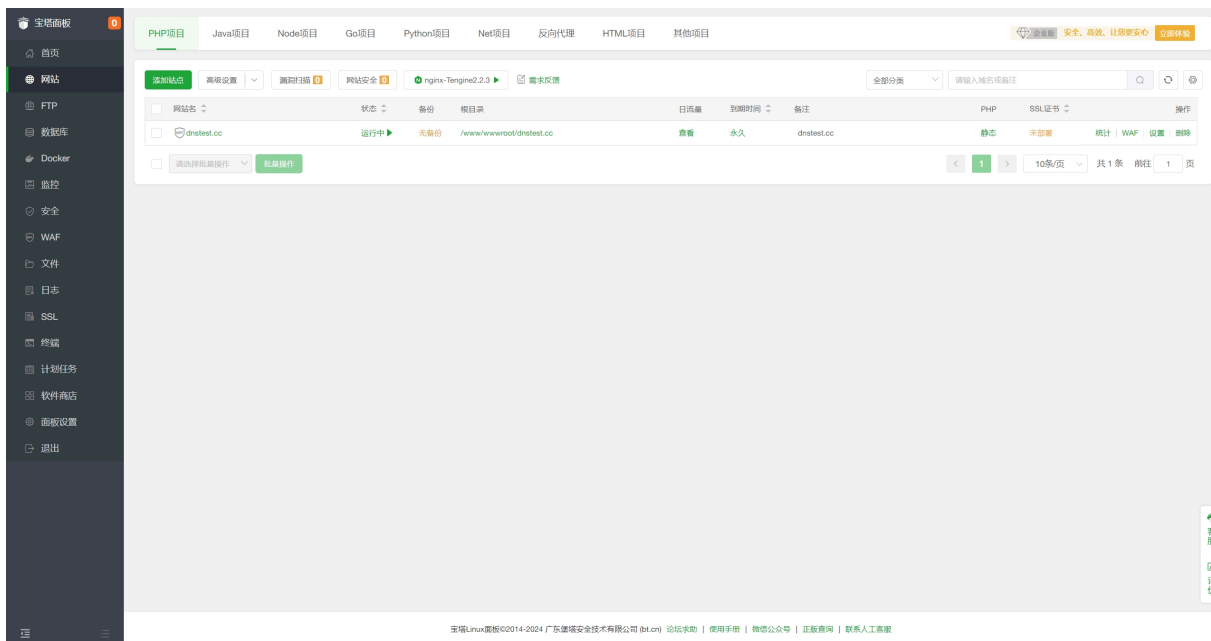 宝塔面板 0
首页
网站
FTP
数据库
Docker
监控
安全
WAF
文件
日志
SSL
终端
计划任务
软件商店
面板设置
退出
PHP项目 Java项目 Node项目 Go项目 Python项目 Net项目 反向代理 HTML项目 其他项目 企业版 安全、高效、让您更安心 立即体验
添加站点 高级设置 漏洞扫描 0 网站安全 0 nginx-Tengine2.2.3 需求反馈 全部分类 请输入域名或备注
网站名 状态 备份 根目录 日流量 到期时间 备注 PHP SSL证书 操作
dnstest.cc 运行中 无备份 /www/wwwroot/dnstest.cc 查看 永久 dnstest.cc 静态 未部署 统计 | WAF | 设置 | 删除
请选择批量操作 批量操作 1 10条/页 共 1 条 前往 1 页
客服
宝塔Linux面板©2014-2024 广东堡塔安全技术有限公司 (bt.cn) 论坛求助 | 使用手册 | 微信公众号 | 正版查询 | 联系人工客服